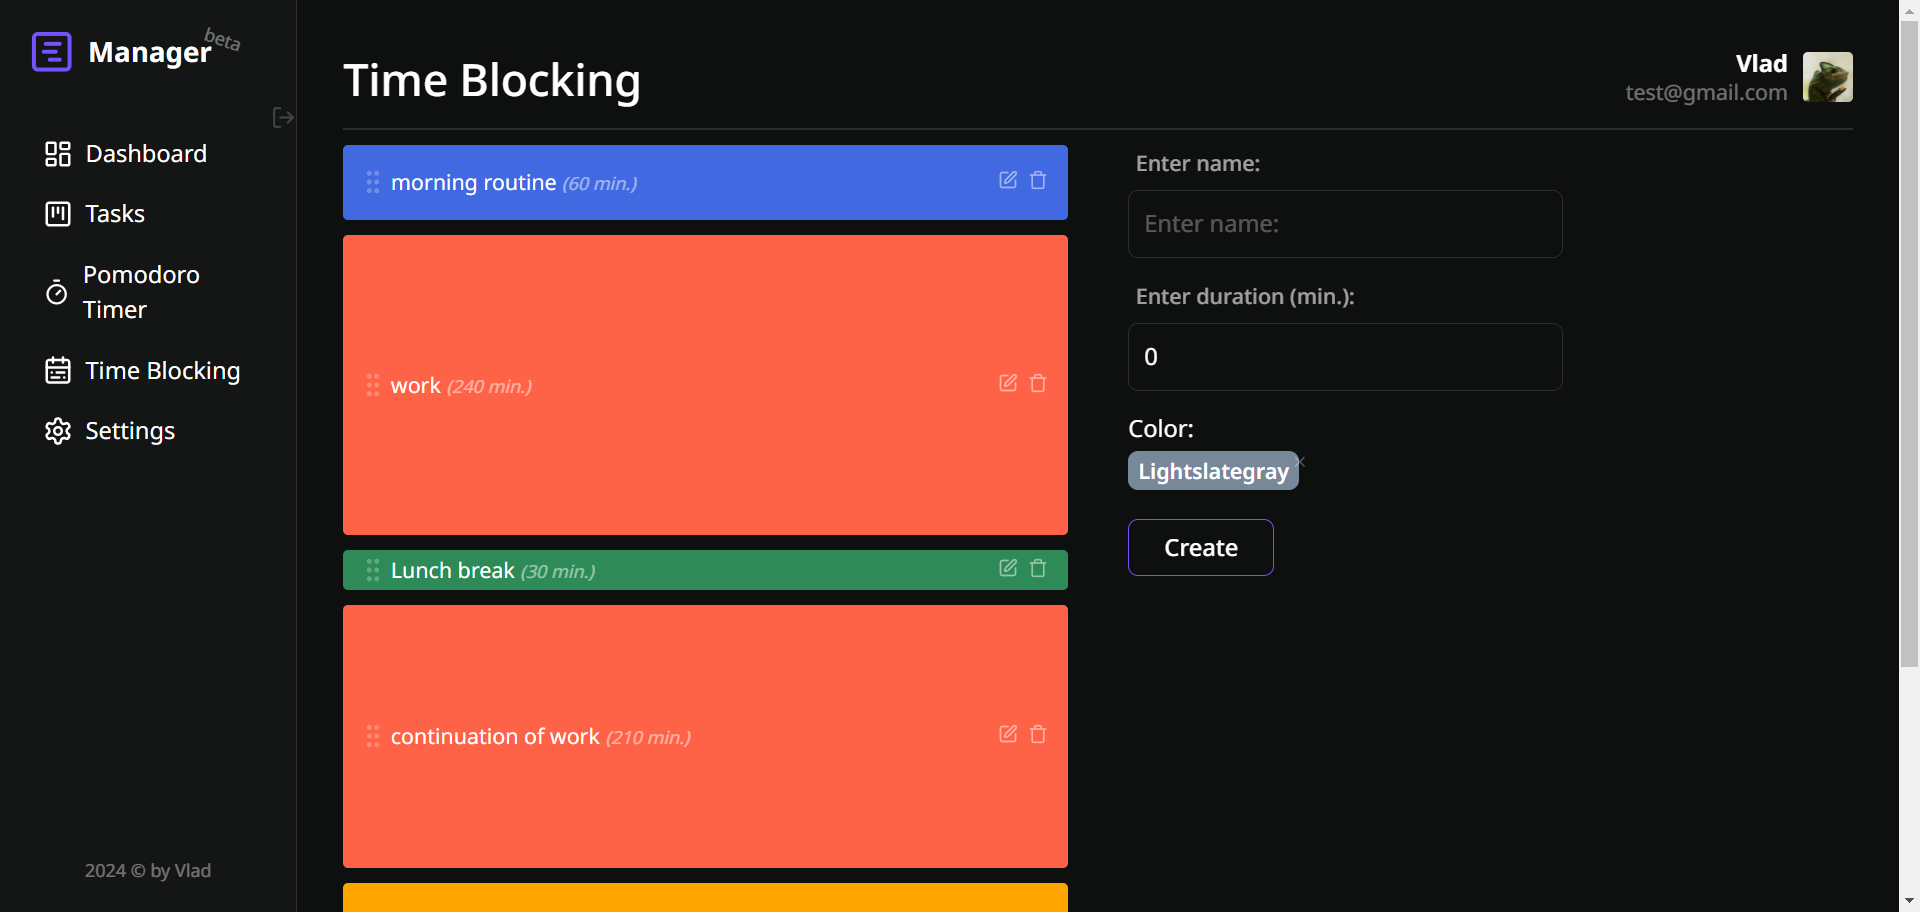 Manager
beta
Dashboard
Tasks
Pomodoro
Timer
Time Blocking
Settings
2024 © by Vlad
Time Blocking
Vlad
test@gmail.com
morning routine (60 min.)
work (240 min.)
Lunch break (30 min.)
continuation of work (210 min.)
Enter name:
Enter name:
Enter duration (min.):
0
Color:
Lightslategray
Create